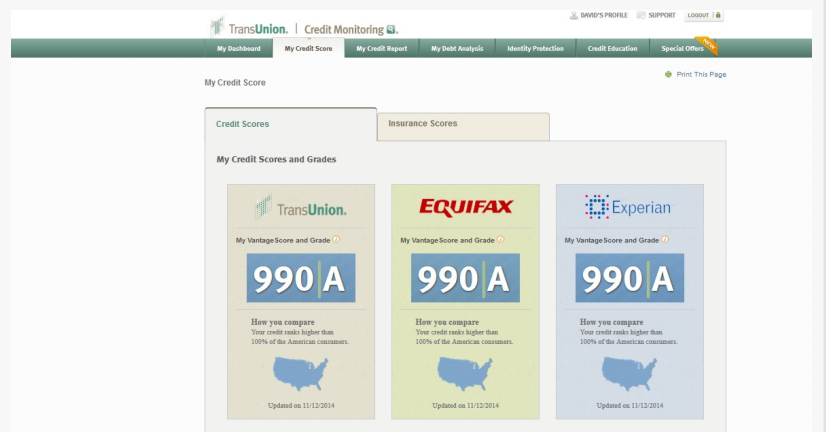 DAVID'S PROFILE SUPPORT LOGOUT
TransUnion. | Credit Monitoring
My Dashboard My Credit Score My Credit Report My Debt Analysis Identity Protection Credit Education Special Offers NEW
Print This Page
My Credit Score
Credit Scores Insurance Scores
My Credit Scores and Grades
TransUnion.
My VantageScore and Grade
990 A
How you compare
Your credit ranks higher than
100% of the American consumers.
Updated on 11/12/2014
EQUIFAX
My VantageScore and Grade
990 A
How you compare
Your credit ranks higher than
100% of the American consumers.
Updated on 11/12/2014
Experian
My VantageScore and Grade
990 A
How you compare
Your credit ranks higher than
100% of the American consumers.
Updated on 11/12/2014